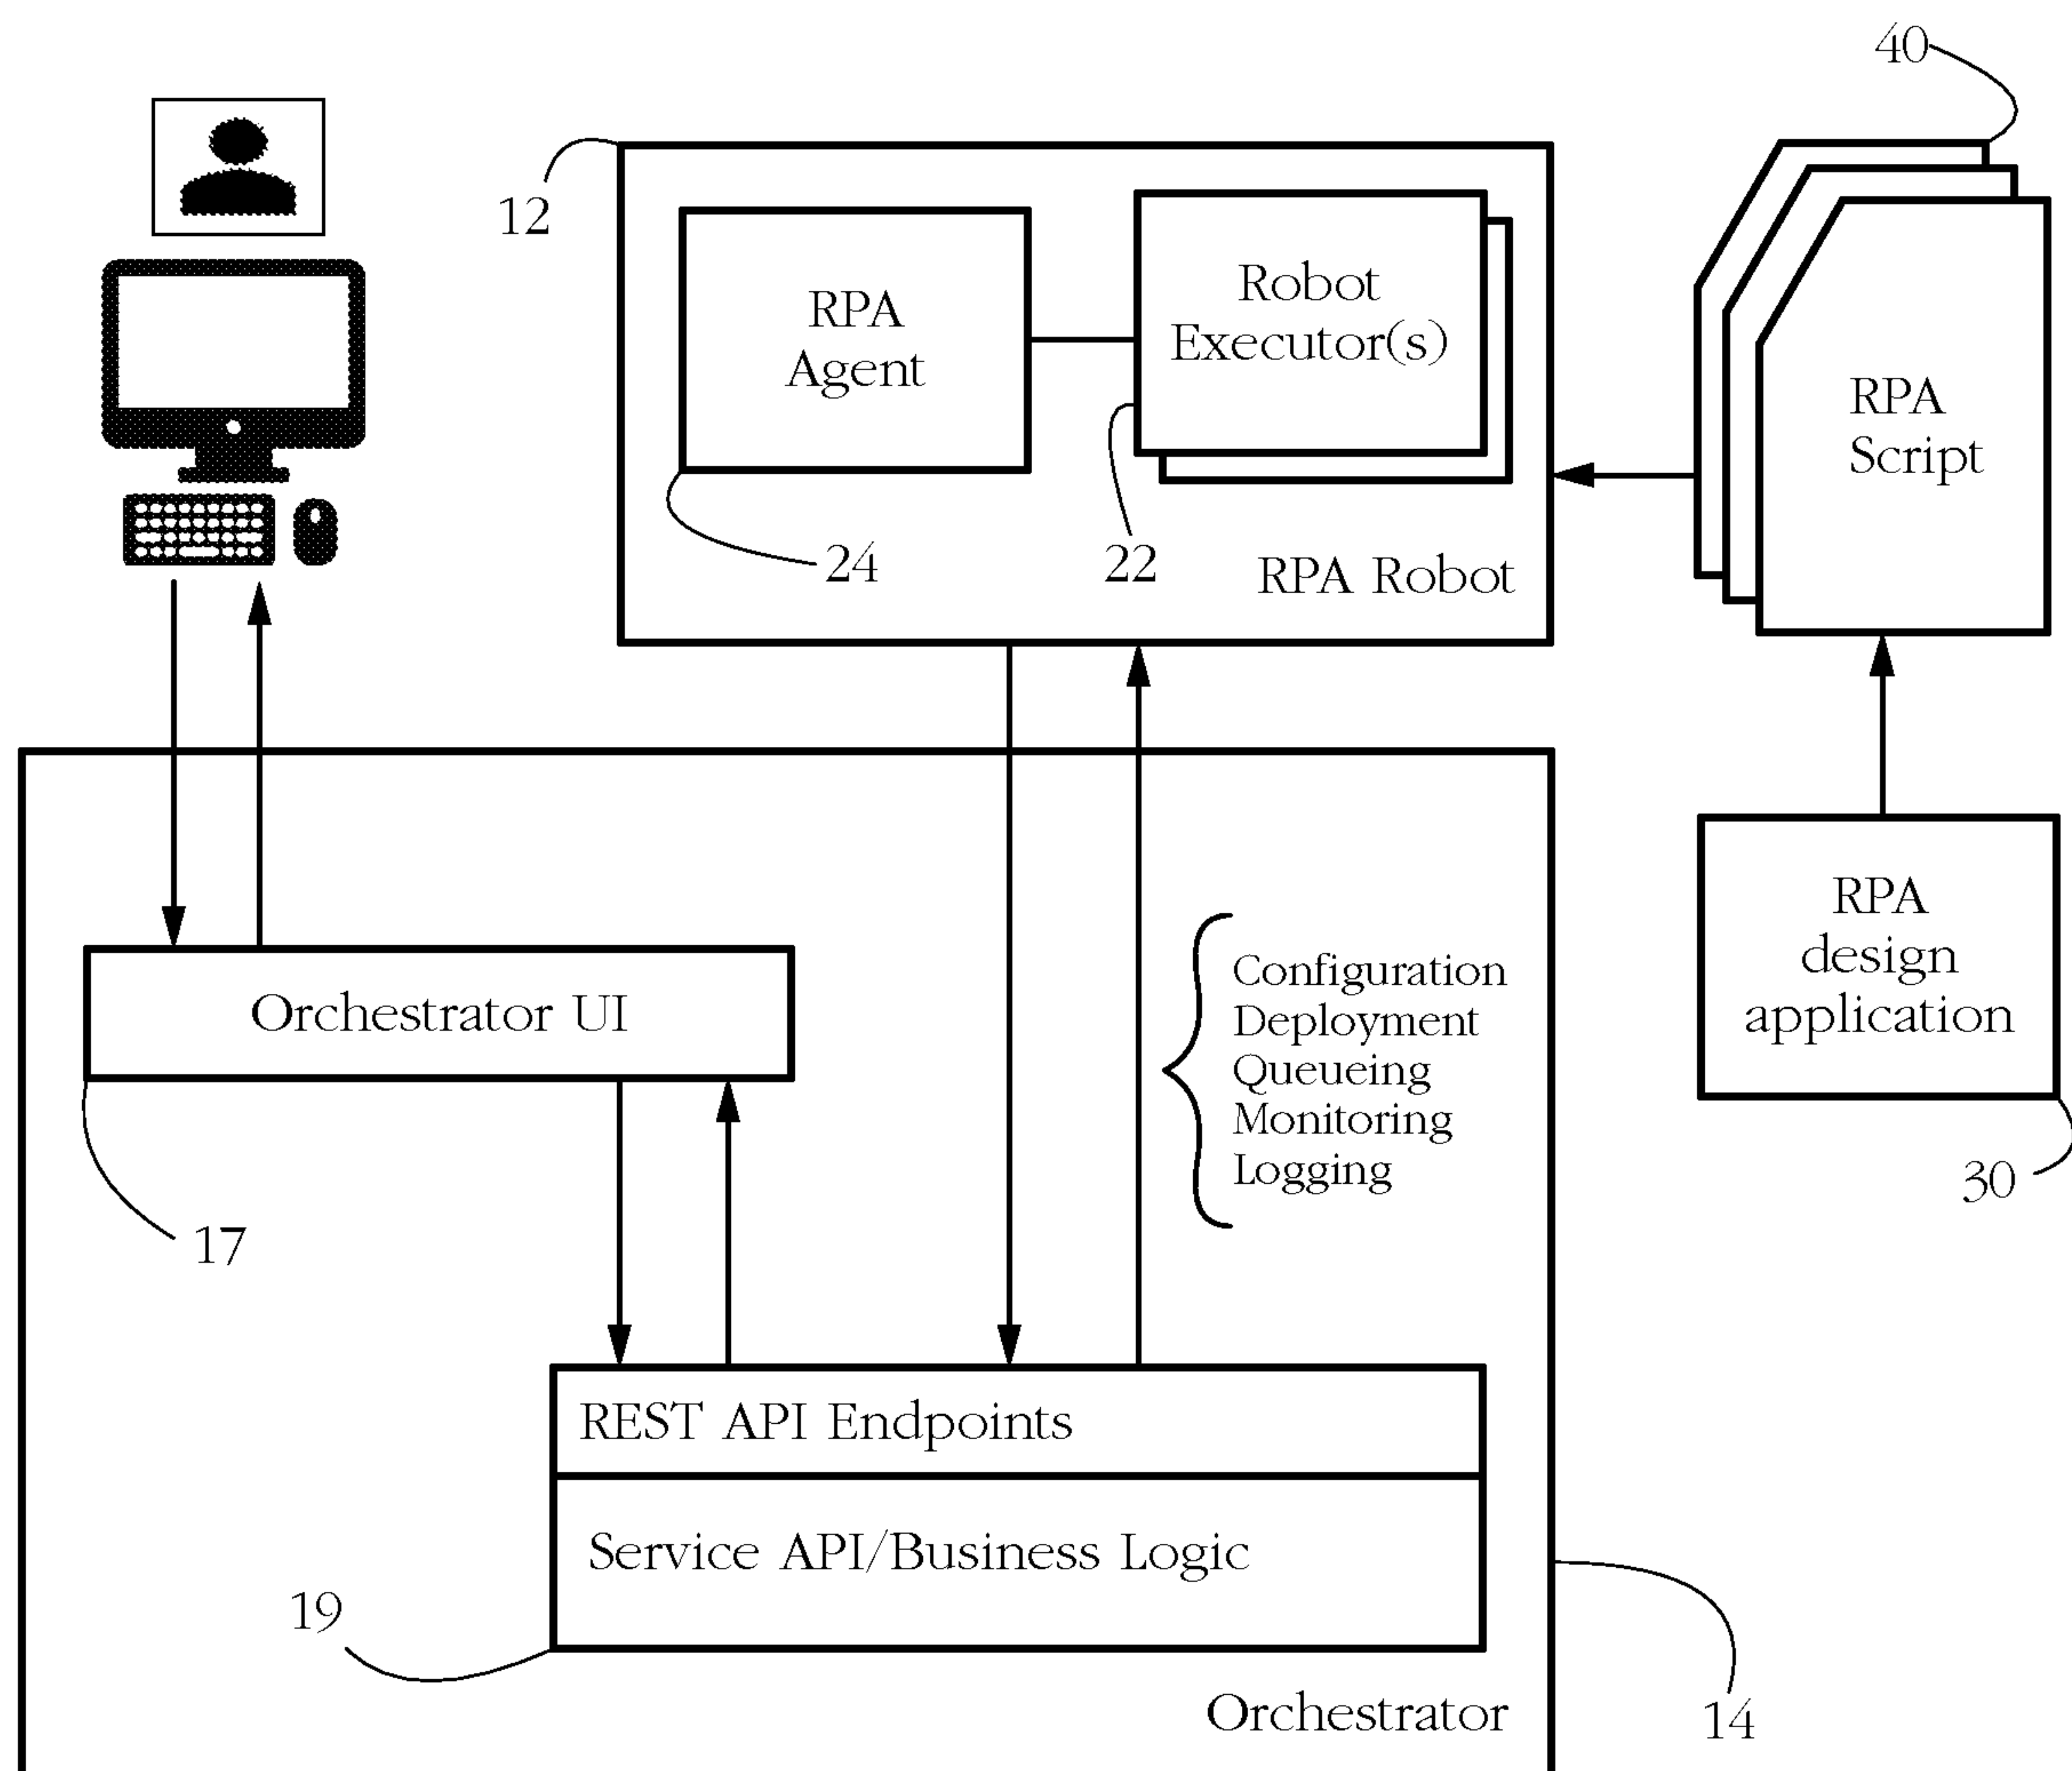 40
12
RPA
Agent
Robot
Executor(s)
24
22
RPA Robot
RPA
Script
Orchestrator UI
17
Configuration
Deployment
Queueing
Monitoring
Logging
RPA
design
application
30
REST API Endpoints
Service API/Business Logic
19
Orchestrator
14